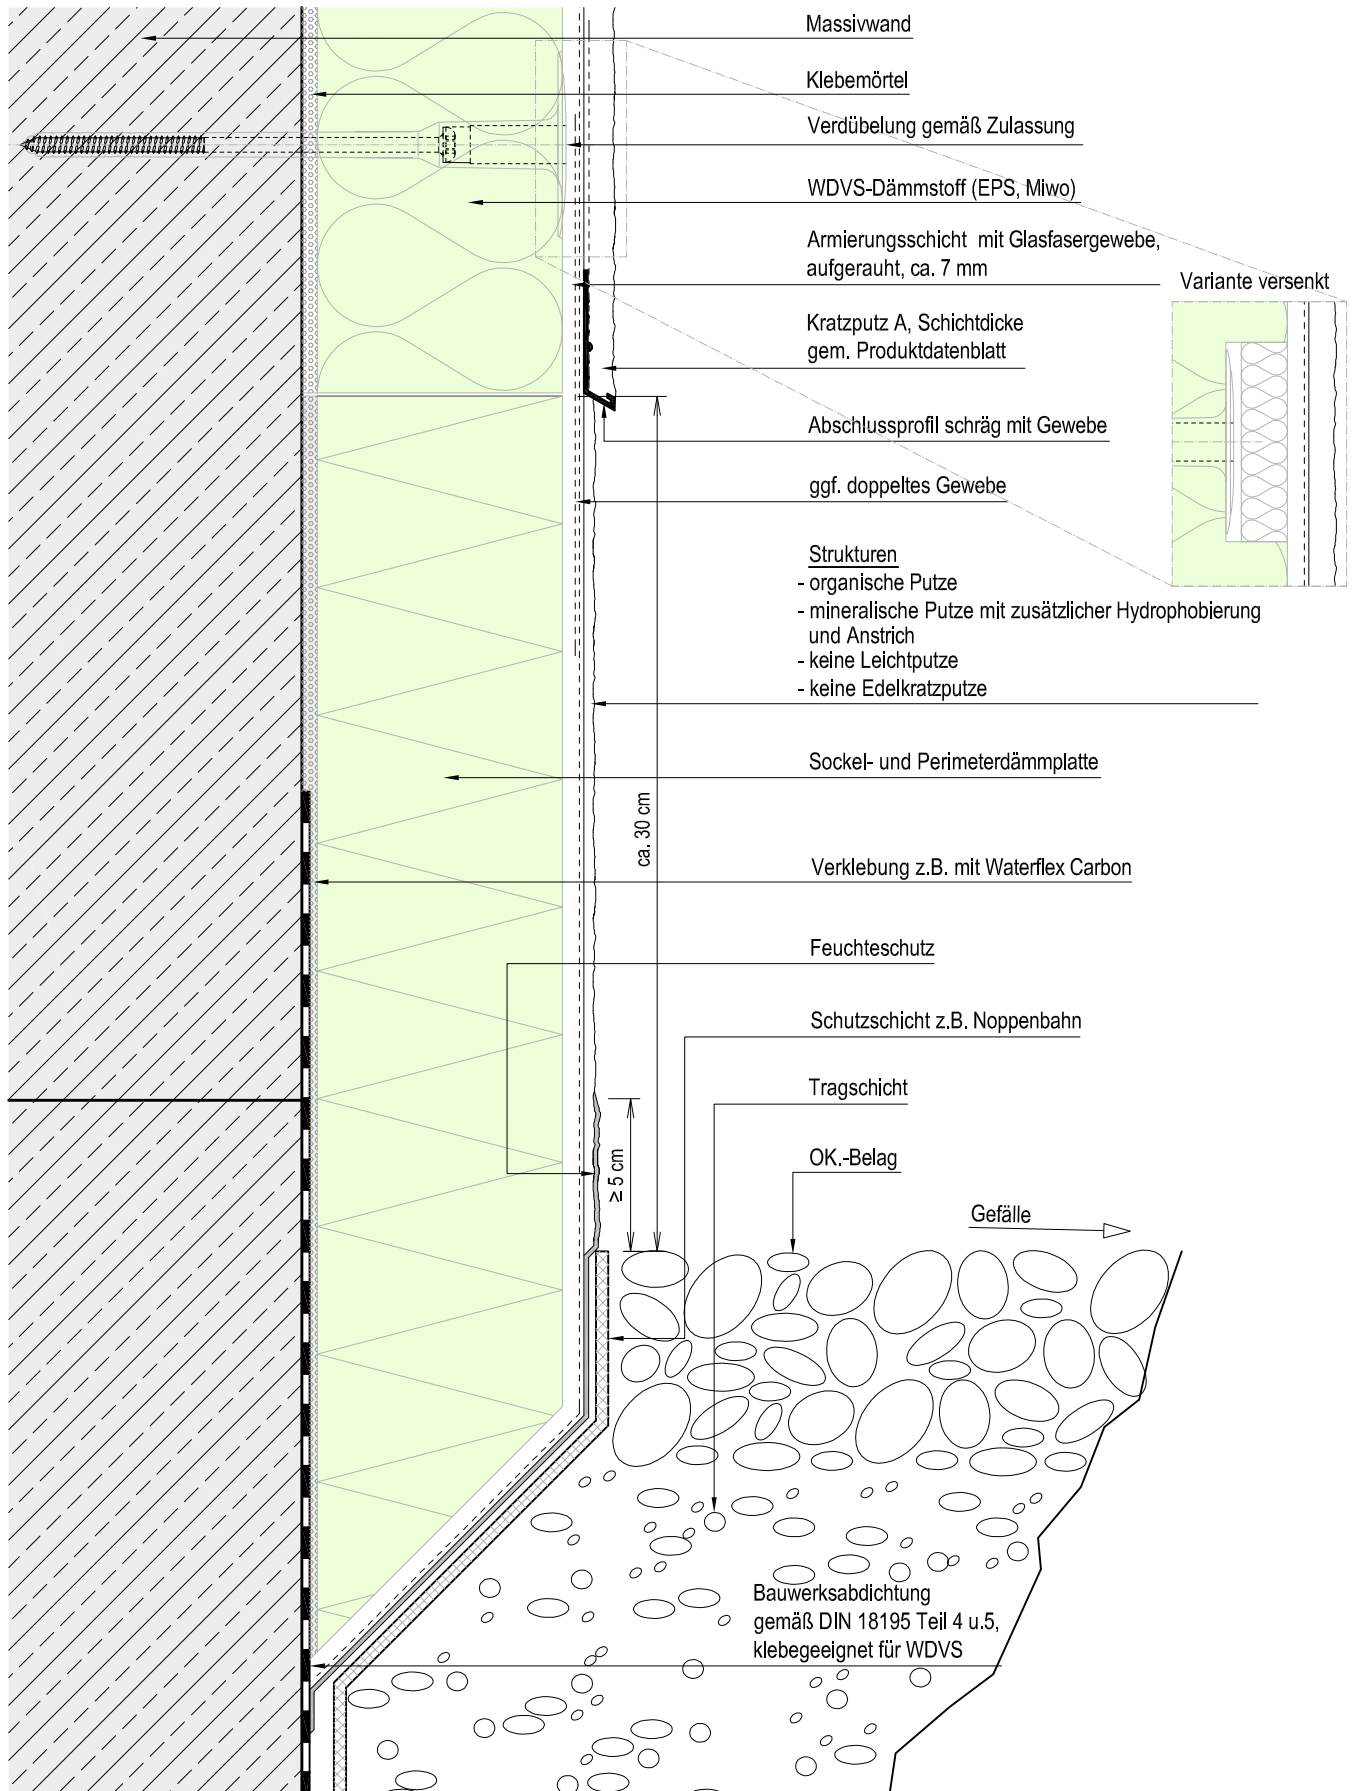 Massivwand
Klebemörtel
Verdübelung gemäß Zulassung
WDVS-Dämmstoff (EPS, Miwo)
Armierungsschicht mit Glasfasergewebe,
aufgerauht, ca. 7 mm
Variante versenkt
Kratzputz A, Schichtdicke
gem. Produktdatenblatt
Abschlussprofil schräg mit Gewebe
ggf. doppeltes Gewebe
Strukturen
- organische Putze
- mineralische Putze mit zusätzlicher Hydrophobierung
und Anstrich
- keine Leichtputze
- keine Edelkratzputze
Sockel- und Perimeterdämmplatte
ca. 30 cm
Verklebung z.B. mit Waterflex Carbon
Feuchteschutz
Schutzschicht z.B. Noppenbahn
Tragschicht
≥ 5 cm
OK.-Belag
Gefälle
Bauwerksabdichtung
gemäß DIN 18195 Teil 4 u.5,
klebegeeignet für WDVS